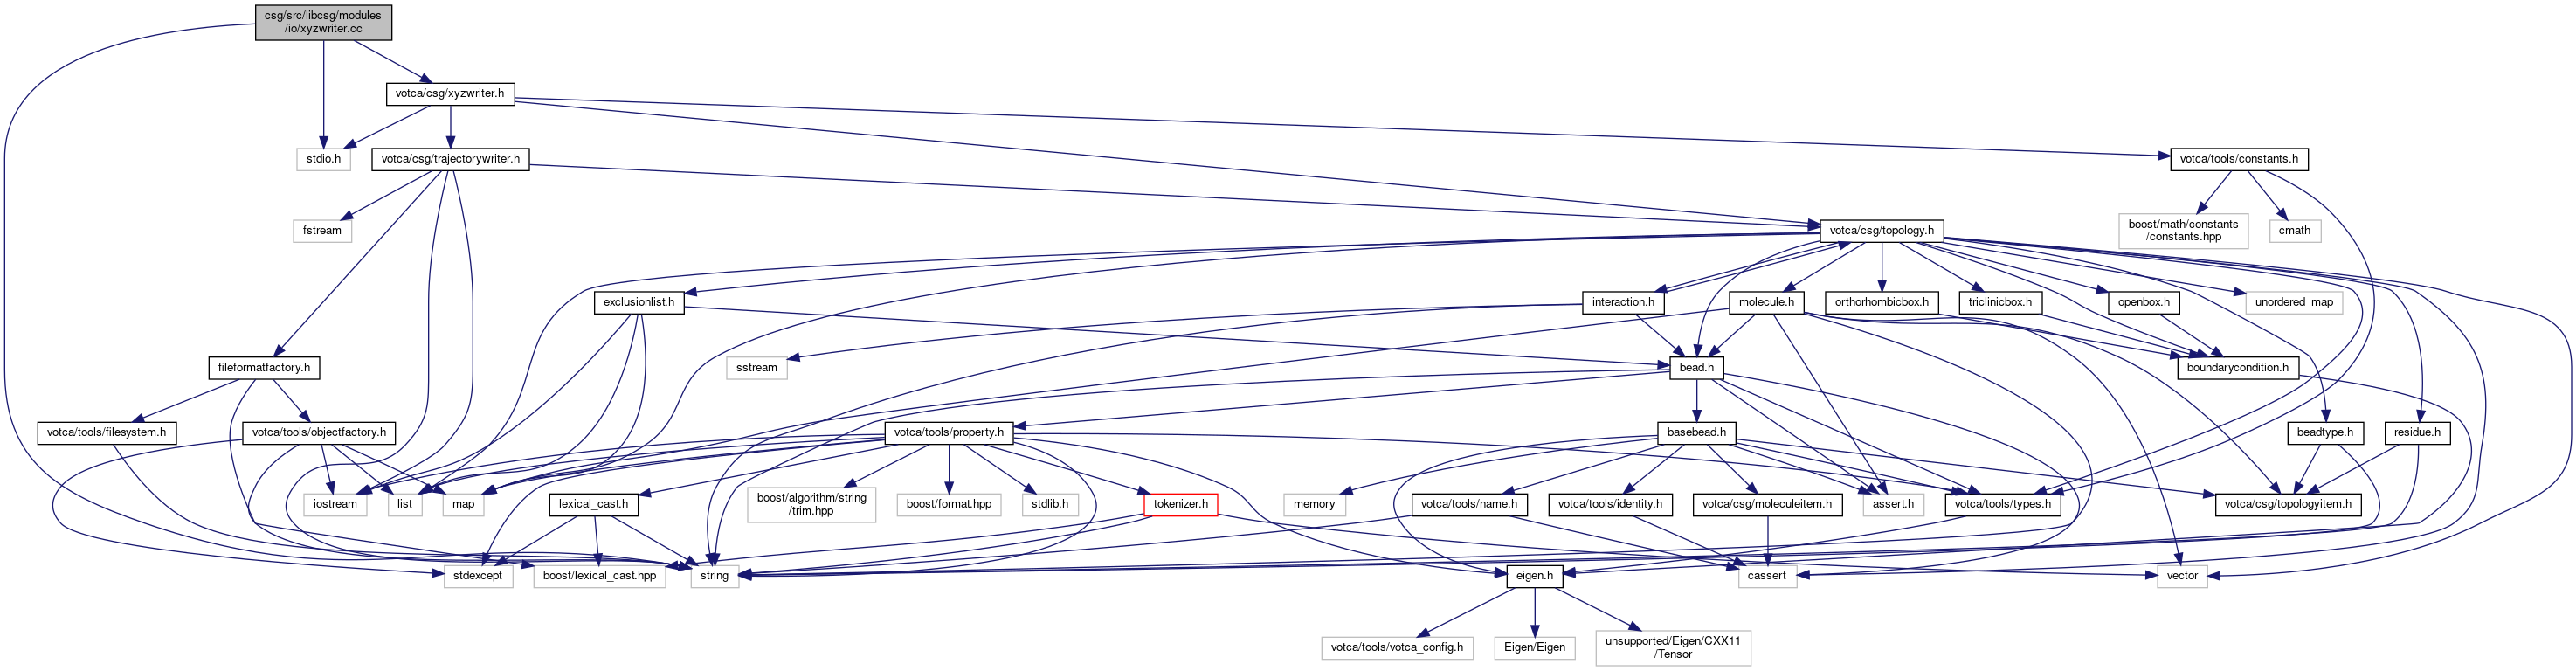 csg/src/libcsg/modules
/io/xyzwriter.cc
votca/csg/xyzwriter.h
stdio.h
votca/csg/trajectorywriter.h
votca/tools/constants.h
fstream
votca/csg/topology.h
boost/math/constants
/constants.hpp
cmath
exclusionlist.h
interaction.h
molecule.h
orthorhombicbox.h
triclinicbox.h
openbox.h
unordered_map
fileformatfactory.h
sstream
bead.h
boundarycondition.h
votca/tools/filesystem.h
votca/tools/objectfactory.h
votca/tools/property.h
basebead.h
beadtype.h
residue.h
iostream
list
map
lexical_cast.h
boost/algorithm/string
/trim.hpp
boost/format.hpp
stdlib.h
tokenizer.h
memory
votca/tools/name.h
votca/tools/identity.h
votca/csg/moleculeitem.h
assert.h
votca/tools/types.h
votca/csg/topologyitem.h
stdexcept
boost/lexical_cast.hpp
string
eigen.h
cassert
vector
votca/tools/votca_config.h
Eigen/Eigen
unsupported/Eigen/CXX11
/Tensor